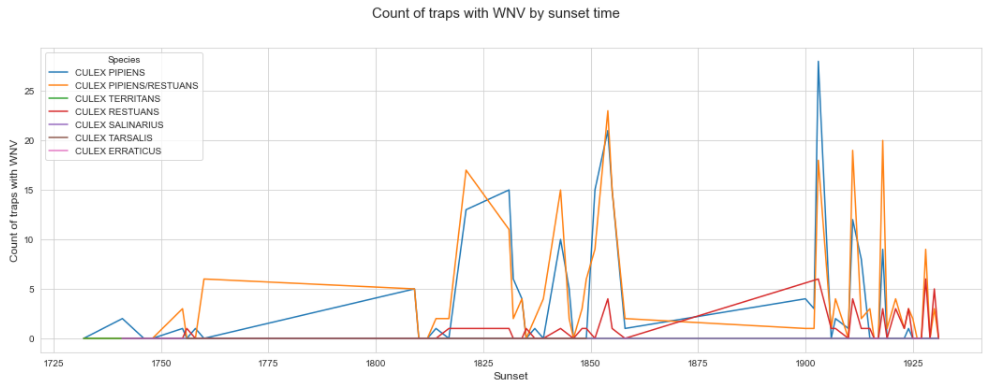 Count of traps with WNV by sunset time
Species
CULEX PIPIENS
CULEX PIPIENS/RESTUANS
CULEX TERRITANS
CULEX RESTUANS
CULEX SALINARIUS
CULEX TARSALIS
CULEX ERRATICUS
Count of traps with WNV
25
20
15
10
5
0
1725
1750
1775
1800
1825
1850
1875
1900
1925
Sunset